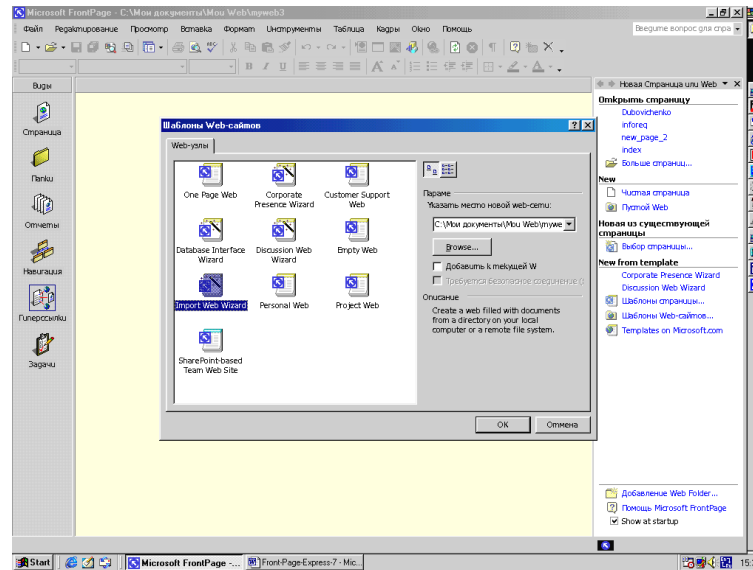 Microsoft FrontPage - C:\Мои документы\Mou Web\myweb3
Файл Редактирование Просмотр Вставка Формат Инструменты Таблица Кадры Окно Помощь
Введите вопрос для спра
Виды
Страница
Папки
Отчеты
Навигация
Гиперссылки
Задачи
Шаблоны Web-сайтов
Web-узлы
One Page Web
Corporate
Presence Wizard
Customer Support
Web
Database Interface
Wizard
Discussion Web
Wizard
Empty Web
Import Web Wizard
Personal Web
Project Web
SharePoint-based
Team Web Site
Параме
Указать место новой web-сети:
C:\Мои документы\Mou Web\mywe
Browse...
Добавить к текущей W
Требуется безопасное соединение (
Описание
Create a web filled with documents
from a directory on your local
computer or a remote file system.
OK
Отмена
Новая Страница или Web
Открыть страницу
Dubovichenko
inforeq
new_page_2
index
Больше страниц...
New
Чистая страница
Пустой Web
Новая из существующей
страницы
Выбор страницы...
New from template
Corporate Presence Wizard
Discussion Web Wizard
Шаблоны страницы...
Шаблоны Web-сайтов...
Templates on Microsoft.com
Добавление Web Folder...
Помощь Microsoft FrontPage
Show at startup
Start
Microsoft FrontPage -...
Front-Page-Express-7 - Mic...